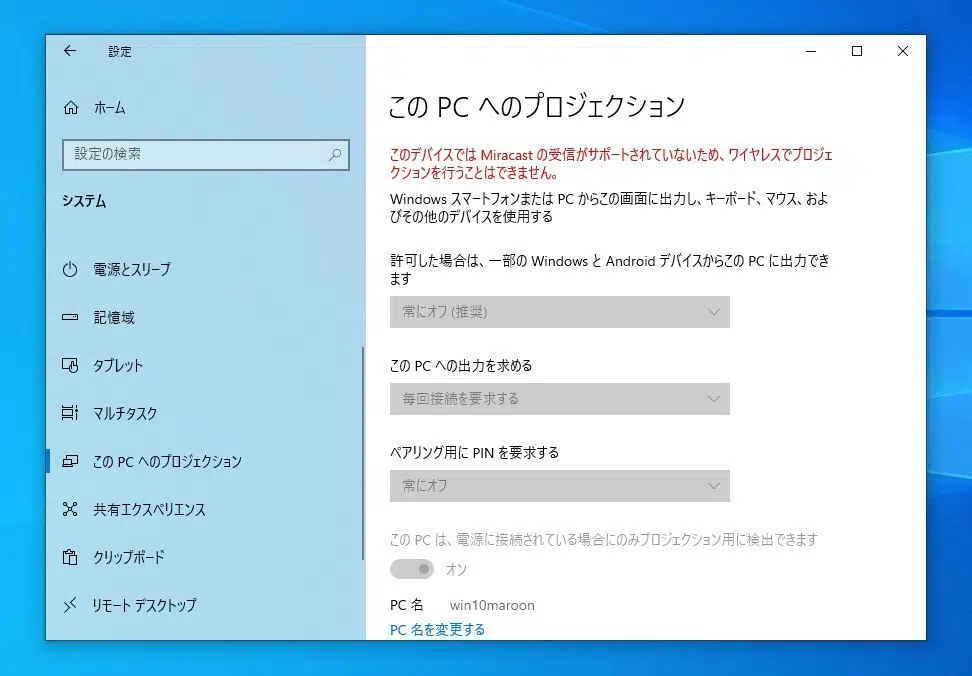 設定
ホーム
設定の検索
システム
電源とスリープ
記憶域
タブレット
マルチタスク
この PC へのプロジェクション
共有エクスペリエンス
クリップボード
リモート デスクトップ
この PC へのプロジェクション
このデバイスでは Miracast の受信がサポートされていないため、ワイヤレスでプロジェ
クションを行うことはできません。
Windows スマートフォンまたは PC からこの画面に出力し、キーボード、マウス、およ
びその他のデバイスを使用する
許可した場合は、一部の Windows と Android デバイスからこの PC に出力でき
ます
常にオフ (推奨)
この PC への出力を求める
毎回接続を要求する
ペアリング用に PIN を要求する
常にオフ
この PC は、電源に接続されている場合にのみプロジェクション用に検出できます
オン
PC 名 win10maroon
PC 名を変更する